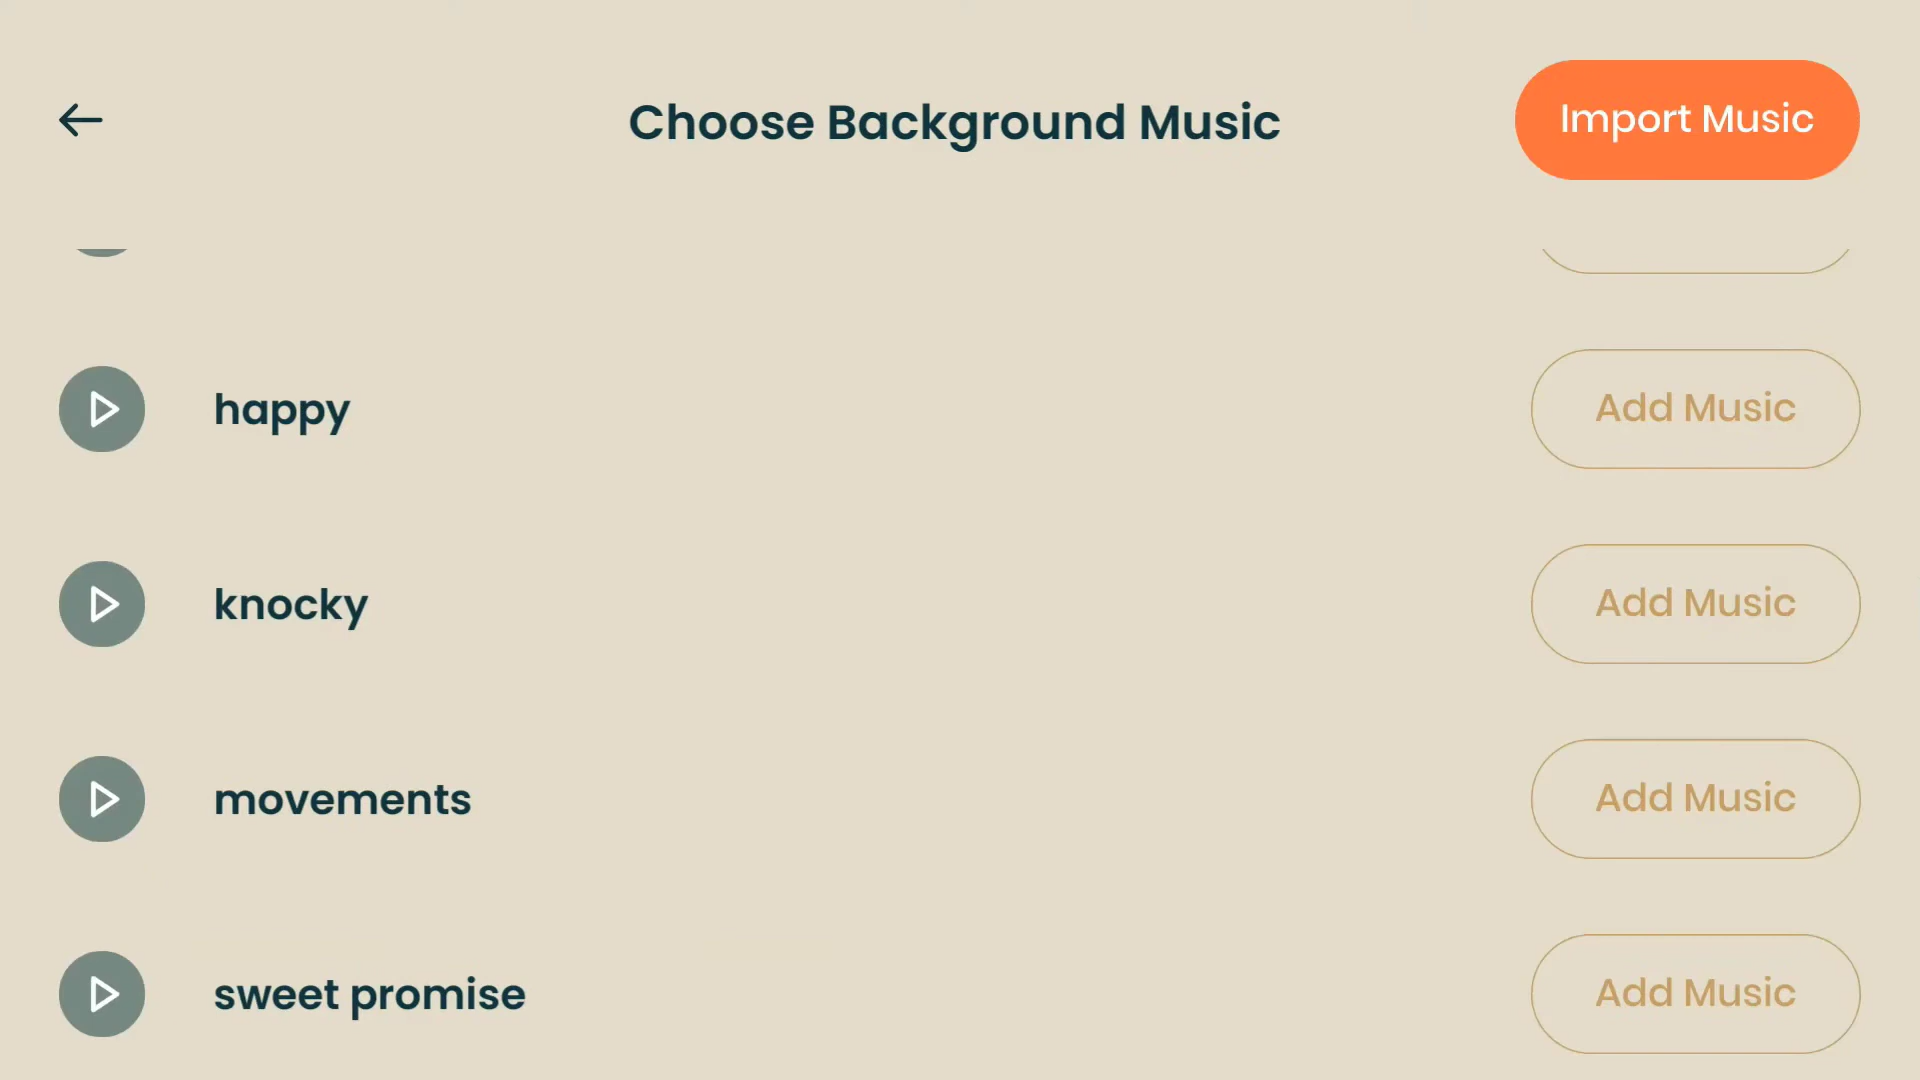 Choose Background Music
Import Music
happy
Add Music
knocky
Add Music
movements
Add Music
sweet promise
Add Music